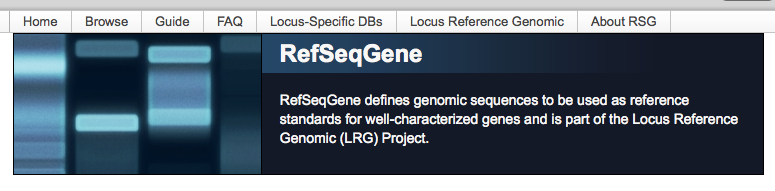 Home Browse Guide FAQ Locus-Specific DBs Locus Reference Genomic About RSG
RefSeqGene
RefSeqGene defines genomic sequences to be used as reference
standards for well-characterized genes and is part of the Locus Reference
Genomic (LRG) Project.